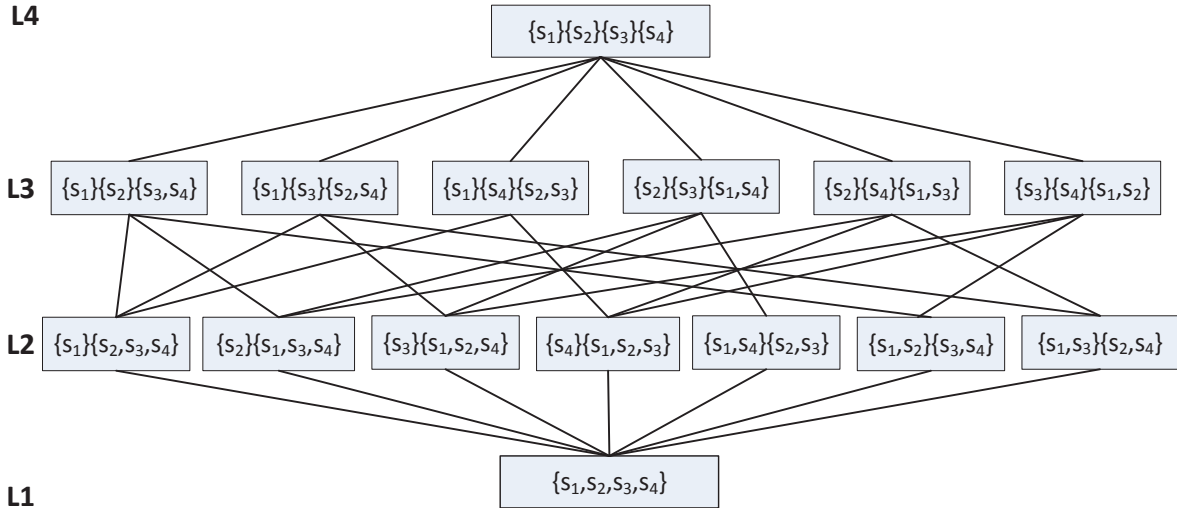 L4
{s₁}{s₂}{s₃}{s₄}
L3
{s₁}{s₂}{s₃,s₄}
{s₁}{s₃}{s₂,s₄}
{s₁}{s₄}{s₂,s₃}
{s₂}{s₃}{s₁,s₄}
{s₂}{s₄}{s₁,s₃}
{s₃}{s₄}{s₁,s₂}
L2
{s₁}{s₂,s₃,s₄}
{s₂}{s₁,s₃,s₄}
{s₃}{s₁,s₂,s₄}
{s₄}{s₁,s₂,s₃}
{s₁,s₄}{s₂,s₃}
{s₁,s₂}{s₃,s₄}
{s₁,s₃}{s₂,s₄}
{s₁,s₂,s₃,s₄}
L1